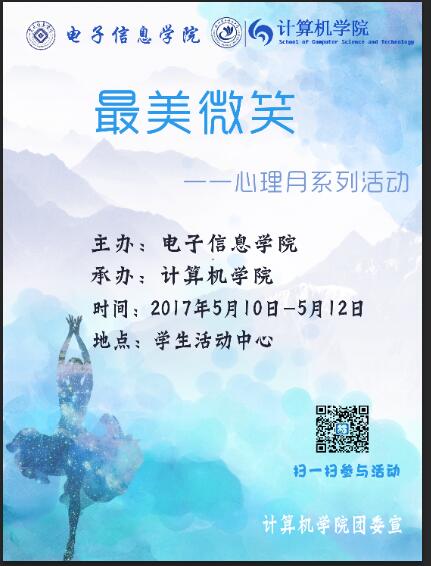 电子信息学院 计算机学院
School of Computer Science and Technology
最美微笑
——心理月系列活动
主办：电子信息学院
承办：计算机学院
时间：2017年5月10日-5月12日
地点：学生活动中心
扫一扫参与活动
计算机学院团委宣